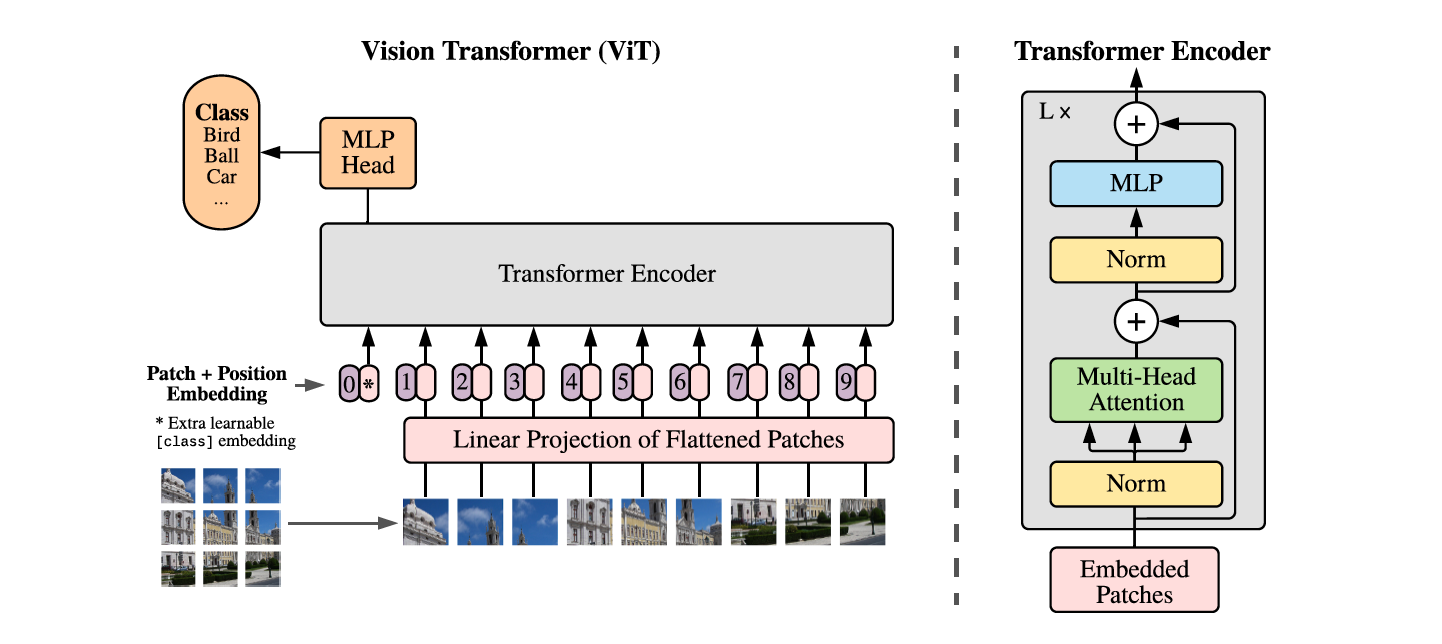 Vision Transformer (ViT)
Class
Bird
Ball
Car
...
MLP
Head
Transformer Encoder
Patch + Position
Embedding
0 * 1 2 3 4 5 6 7 8 9
* Extra learnable
[class] embedding
Linear Projection of Flattened Patches
Transformer Encoder
L ×
+
MLP
Norm
+
Multi-Head
Attention
Norm
Embedded
Patches